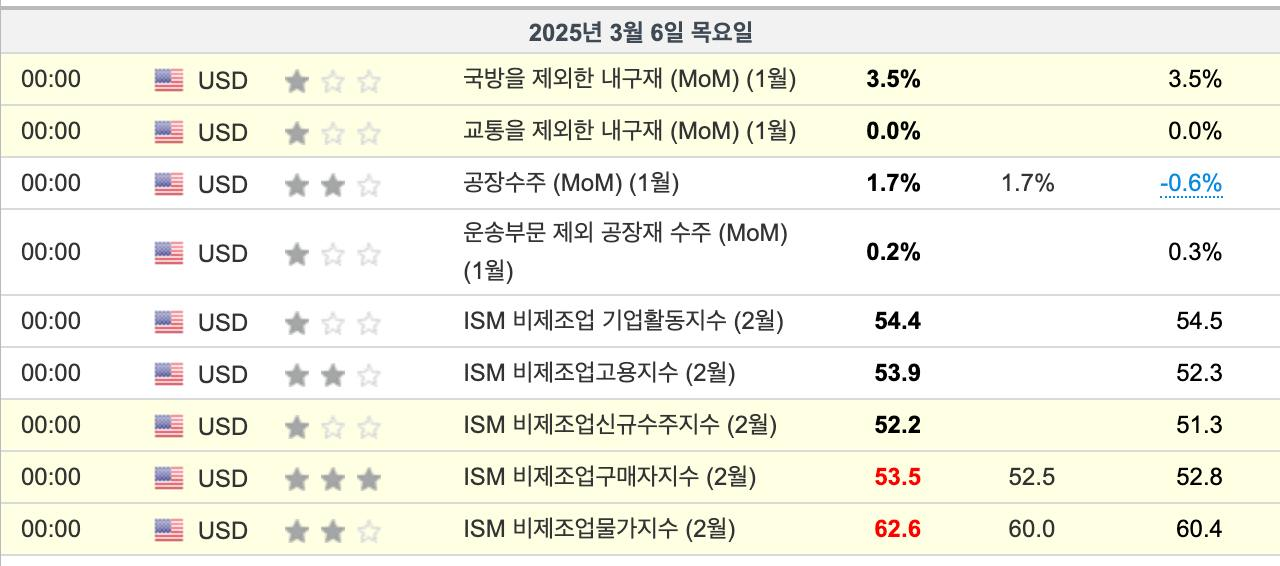 2025년 3월 6일 목요일
00:00 USD 국방을 제외한 내구재 (MoM) (1월) 3.5% 3.5%
00:00 USD 교통을 제외한 내구재 (MoM) (1월) 0.0% 0.0%
00:00 USD 공장수주 (MoM) (1월) 1.7% 1.7% -0.6%
00:00 USD 운송부문 제외 공장재 수주 (MoM)
(1월) 0.2% 0.3%
00:00 USD ISM 비제조업 기업활동지수 (2월) 54.4 54.5
00:00 USD ISM 비제조업고용지수 (2월) 53.9 52.3
00:00 USD ISM 비제조업신규수주지수 (2월) 52.2 51.3
00:00 USD ISM 비제조업구매자지수 (2월) 53.5 52.5 52.8
00:00 USD ISM 비제조업물가지수 (2월) 62.6 60.0 60.4